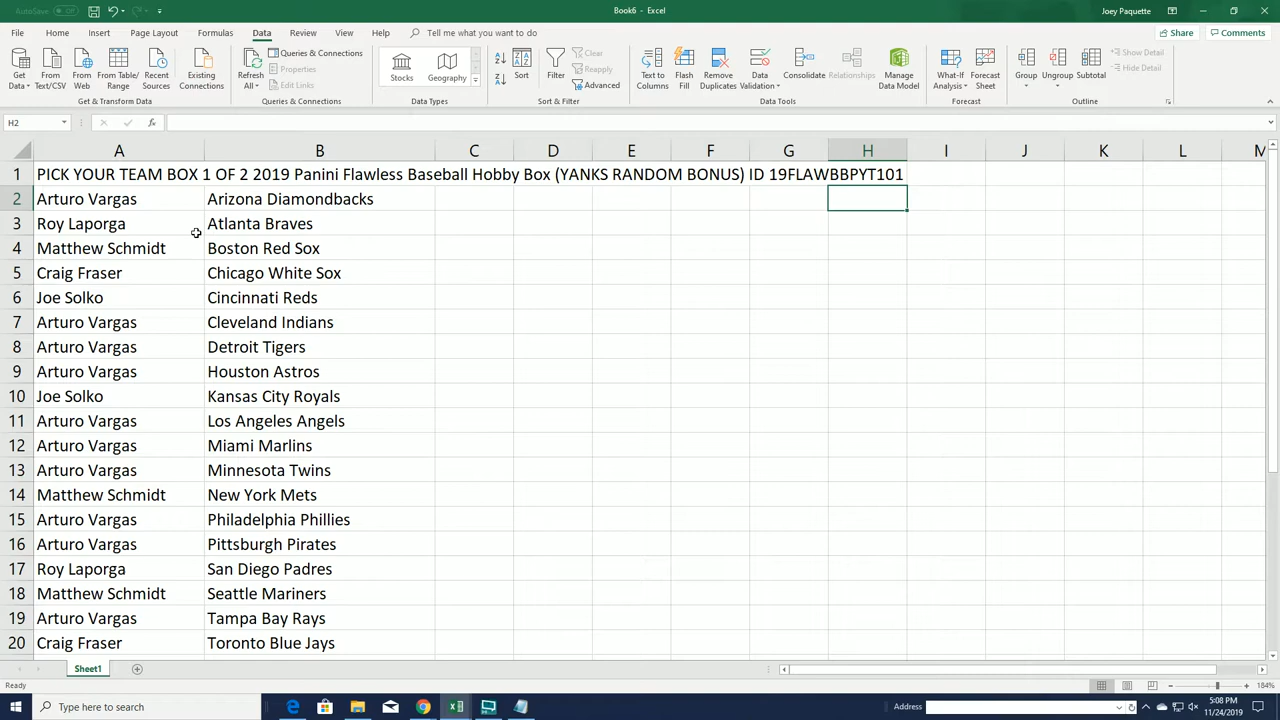 AutoSave Off
Book6 - Excel
Joey Paquette
File Home Insert Page Layout Formulas Data Review View Help Tell me what you want to do
Share Comments
Get Data
From Text/CSV
From Web
From Table/Range
Recent Sources
Existing Connections
Get & Transform Data
Refresh All
Queries & Connections
Properties
Edit Links
Queries & Connections
Stocks
Geography
Data Types
Sort
Filter
Clear
Reapply
Advanced
Sort & Filter
Text to Columns
Flash Fill
Remove Duplicates
Data Validation
Consolidate
Relationships
Manage Data Model
Data Tools
What-If Analysis
Forecast Sheet
Forecast
Group
Ungroup
Subtotal
Show Detail
Hide Detail
Outline
H2 fx
A B C D E F G H I J K L M
1 PICK YOUR TEAM BOX 1 OF 2 2019 Panini Flawless Baseball Hobby Box (YANKS RANDOM BONUS) ID 19FLAWBBPYT101
2 Arturo Vargas Arizona Diamondbacks
3 Roy Laporga Atlanta Braves
4 Matthew Schmidt Boston Red Sox
5 Craig Fraser Chicago White Sox
6 Joe Solko Cincinnati Reds
7 Arturo Vargas Cleveland Indians
8 Arturo Vargas Detroit Tigers
9 Arturo Vargas Houston Astros
10 Joe Solko Kansas City Royals
11 Arturo Vargas Los Angeles Angels
12 Arturo Vargas Miami Marlins
13 Arturo Vargas Minnesota Twins
14 Matthew Schmidt New York Mets
15 Arturo Vargas Philadelphia Phillies
16 Arturo Vargas Pittsburgh Pirates
17 Roy Laporga San Diego Padres
18 Matthew Schmidt Seattle Mariners
19 Arturo Vargas Tampa Bay Rays
20 Craig Fraser Toronto Blue Jays
Sheet1
Ready
184%
Type here to search
Address
5:08 PM
11/24/2019